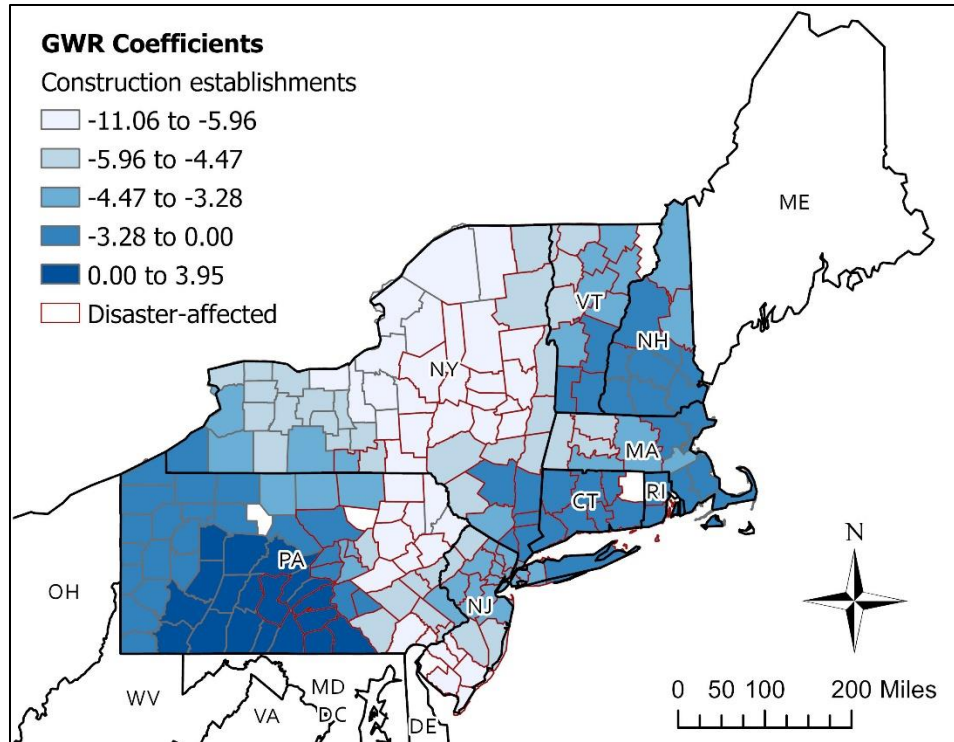 GWR Coefficients
Construction establishments
-11.06 to -5.96
-5.96 to -4.47
-4.47 to -3.28
-3.28 to 0.00
0.00 to 3.95
Disaster-affected
ME
VT
NH
NY
MA
CT
RI
PA
NJ
OH
WV
VA
MD
DC
DE
N
0 50 100 200 Miles